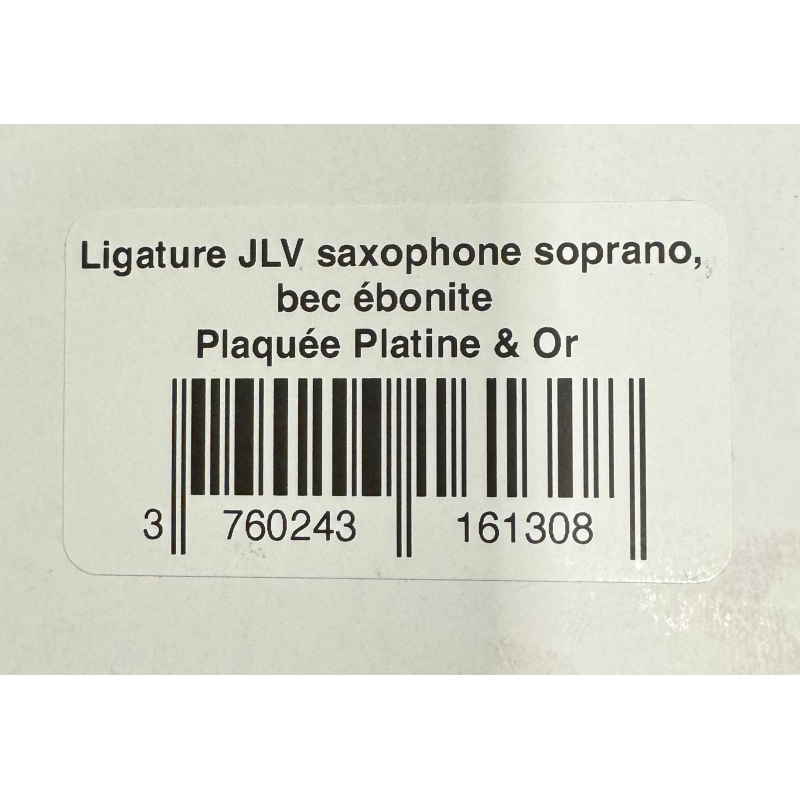 Ligature JLV saxophone soprano,
bec ébonite
Plaquée Platine & Or
3 760243 161308